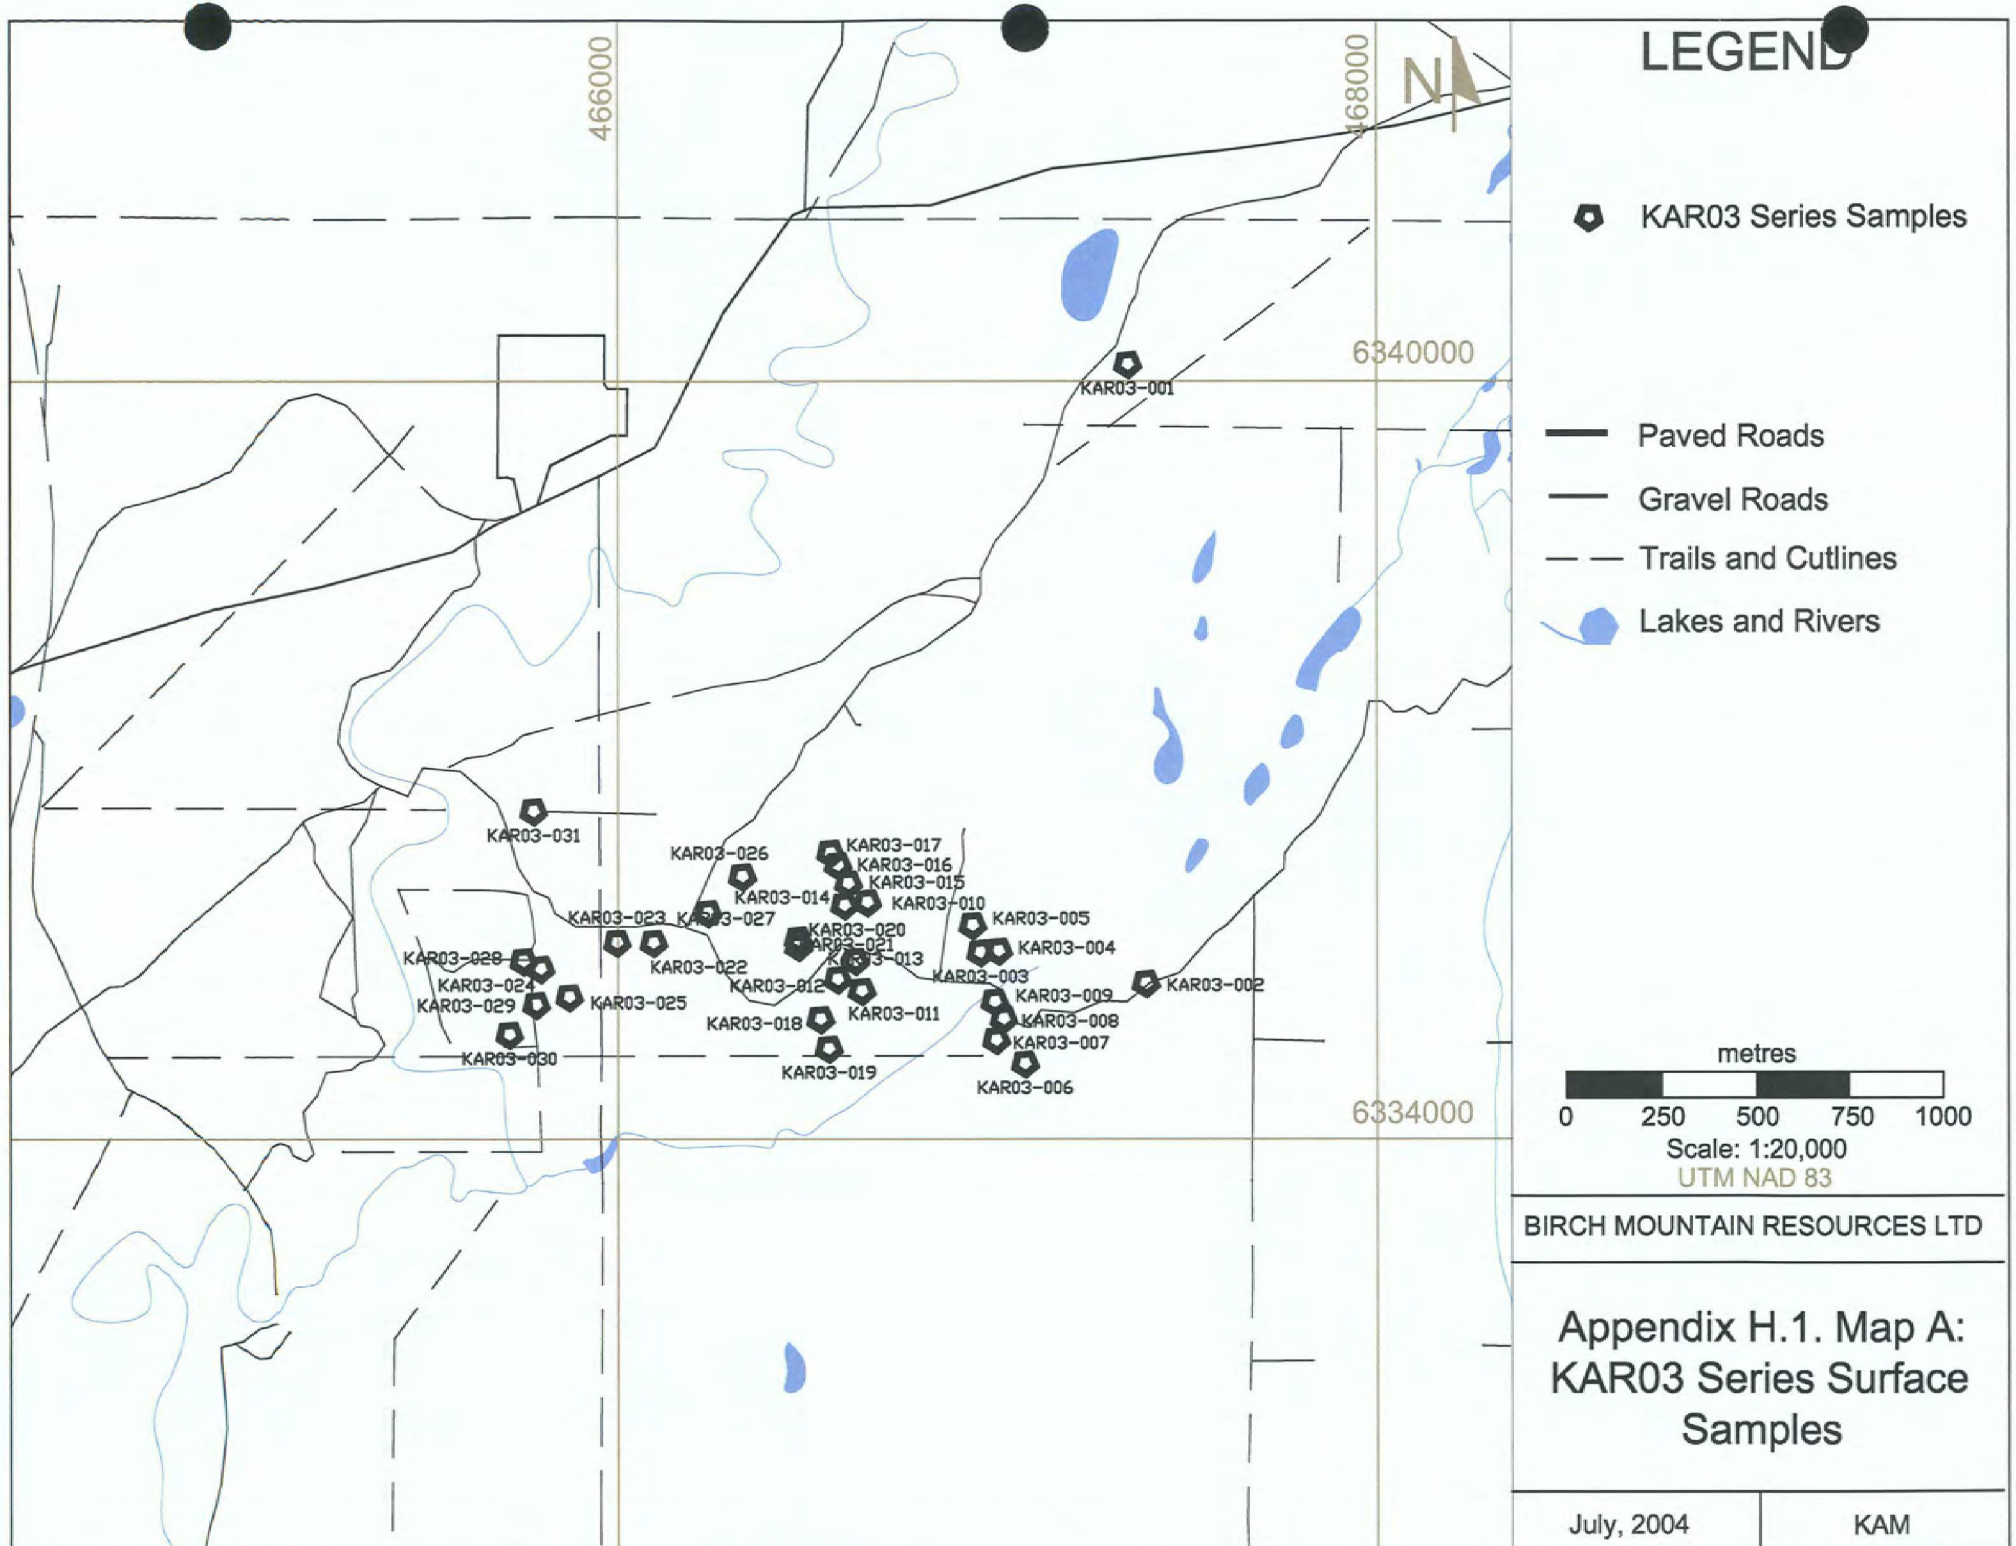 466000
468000
N
6340000
KAR03-001
KAR03-031
KAR03-026
KAR03-017
KAR03-016
KAR03-015
KAR03-014
KAR03-010
KAR03-023
KAR03-027
KAR03-005
KAR03-020
KAR03-021
KAR03-004
KAR03-013
KAR03-028
KAR03-022
KAR03-003
KAR03-024
KAR03-012
KAR03-002
KAR03-029
KAR03-025
KAR03-009
KAR03-011
KAR03-018
KAR03-008
KAR03-007
KAR03-030
KAR03-019
KAR03-006
6334000
LEGEND
KAR03 Series Samples
Paved Roads
Gravel Roads
Trails and Cutlines
Lakes and Rivers
metres
0 250 500 750 1000
Scale: 1:20,000
UTM NAD 83
BIRCH MOUNTAIN RESOURCES LTD
Appendix H.1. Map A:
KAR03 Series Surface
Samples
July, 2004
KAM